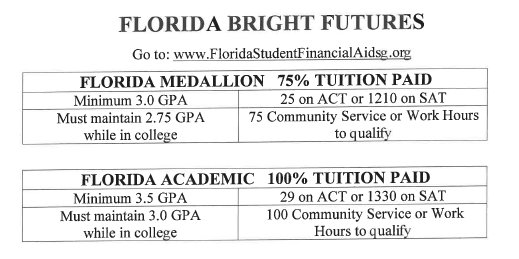 FLORIDA BRIGHT FUTURES
Go to: www.FloridaStudentFinancialAidsg.org
FLORIDA MEDALLION 75% TUITION PAID
Minimum 3.0 GPA
25 on ACT or 1210 on SAT
Must maintain 2.75 GPA
while in college
75 Community Service or Work Hours
to qualify
FLORIDA ACADEMIC 100% TUITION PAID
Minimum 3.5 GPA
29 on ACT or 1330 on SAT
Must maintain 3.0 GPA
while in college
100 Community Service or Work
Hours to qualify